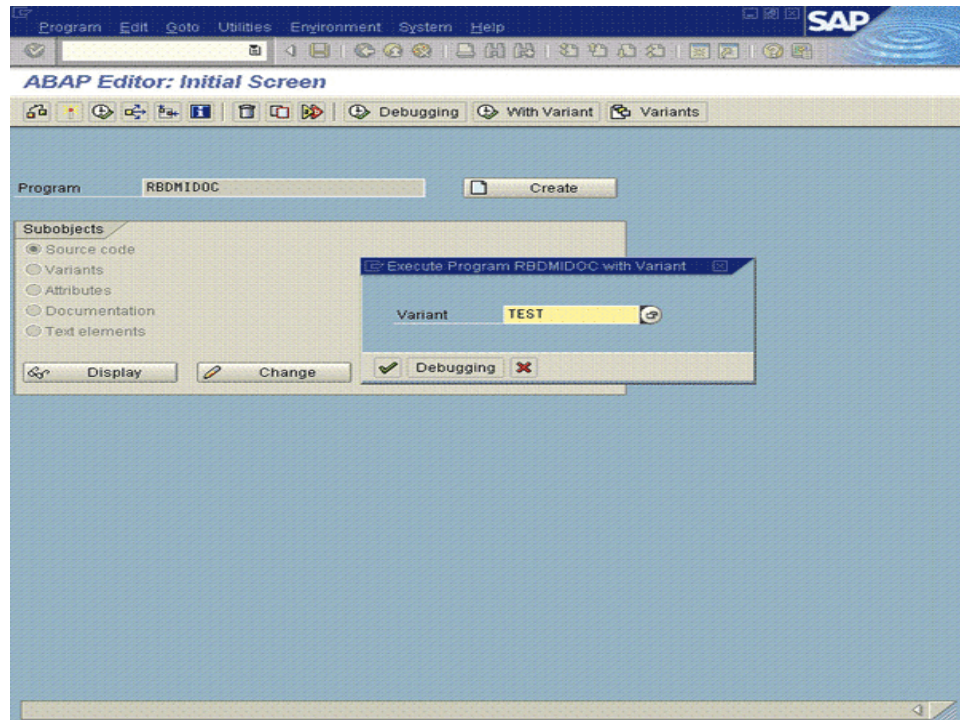 Program Edit Goto Utilities Environment System Help
SAP
ABAP Editor: Initial Screen
Debugging With Variant Variants
Program RBDMIDOC Create
Subobjects
Source code
Variants
Attributes
Documentation
Text elements
Display Change
Execute Program RBDMIDOC with Variant
Variant TEST
Debugging